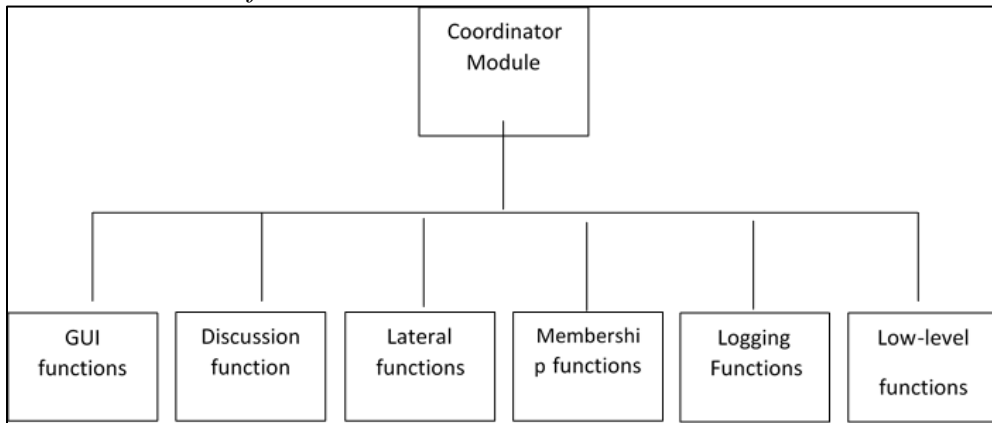 Coordinator
Module
GUI
functions
Discussion
function
Lateral
functions
Membershi
p functions
Logging
Functions
Low-level
functions